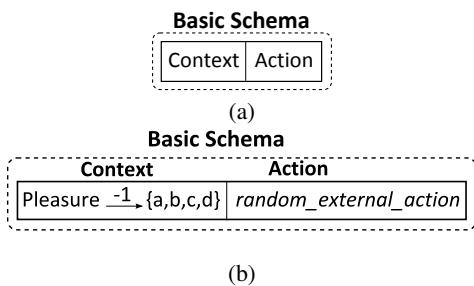 Basic Schema
Context Action
(a)
Basic Schema
Context Action
Pleasure -1→ {a,b,c,d} random_external_action
(b)